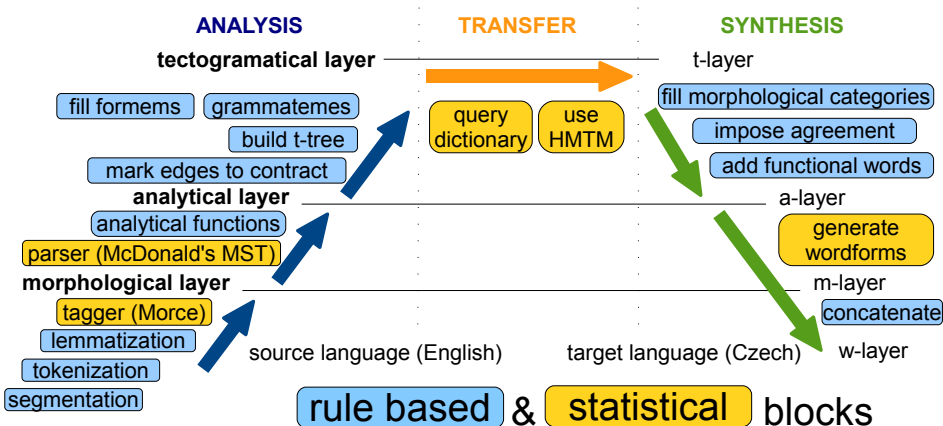 ANALYSIS TRANSFER SYNTHESIS
tectogramatical layer t-layer
fill formems grammatemes
query
dictionary
use
HMTM
fill morphological categories
build t-tree
impose agreement
mark edges to contract
add functional words
analytical layer a-layer
analytical functions
generate
wordforms
parser (McDonald's MST)
morphological layer m-layer
tagger (Morce)
concatenate
lemmatization
source language (English) target language (Czech) w-layer
tokenization
segmentation
rule based & statistical blocks